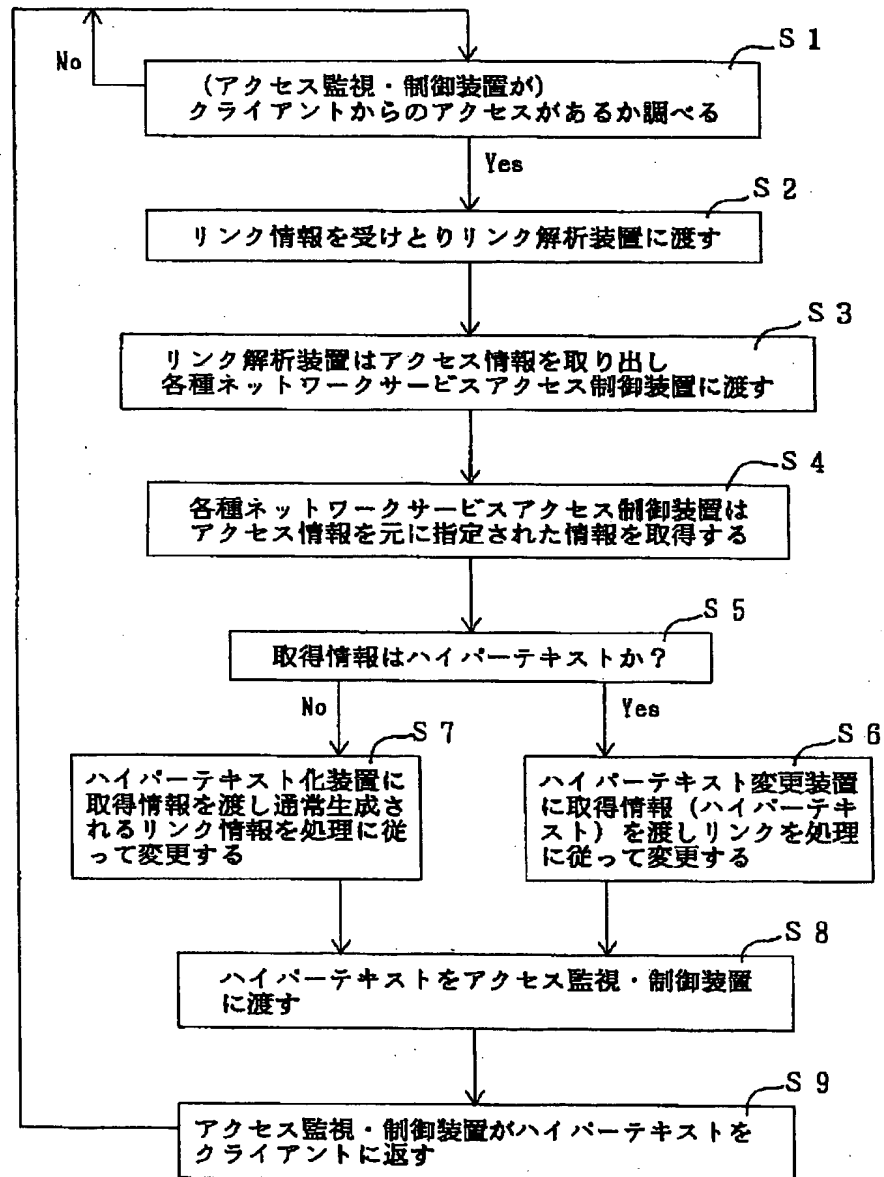 S1
No
(アクセス監視・制御装置が)
クライアントからのアクセスがあるか調べる
Yes
S2
リンク情報を受けとりリンク解析装置に渡す
S3
リンク解析装置はアクセス情報を取り出し
各種ネットワークサービスアクセス制御装置に渡す
S4
各種ネットワークサービスアクセス制御装置は
アクセス情報を元に指定された情報を取得する
S5
取得情報はハイパーテキストか?
No
Yes
S7
S6
ハイパーテキスト化装置に
取得情報を渡し通常生成さ
れるリンク情報を処理に従
って変更する
ハイパーテキスト変更装置
に取得情報(ハイパーテキ
スト)を渡しリンクを処理
に従って変更する
S8
ハイパーテキストをアクセス監視・制御装置
に渡す
S9
アクセス監視・制御装置がハイパーテキストを
クライアントに返す